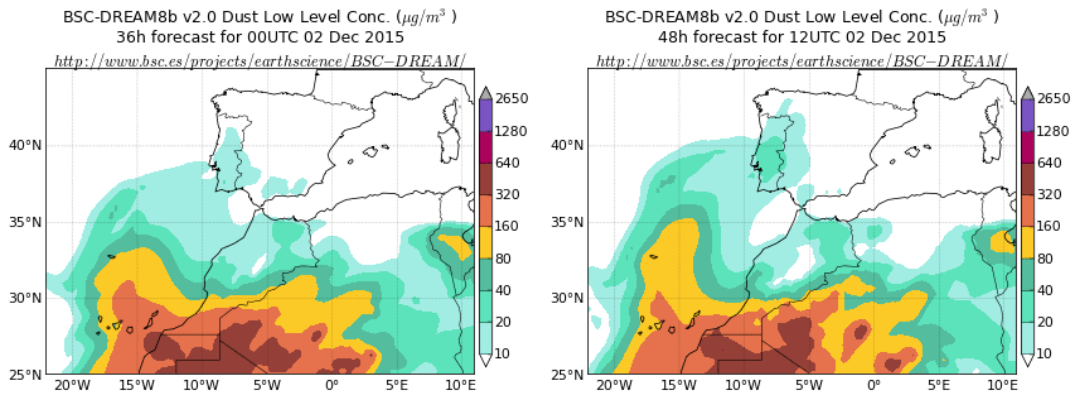 BSC-DREAM8b v2.0 Dust Low Level Conc. (μg/m³ )
36h forecast for 00UTC 02 Dec 2015
http://www.bsc.es/projects/earthscience/BSC−DREAM/
40°N
35°N
30°N
25°N
20°W 15°W 10°W 5°W 0°W 5°E 10°E
2650
1280
640
320
160
80
40
20
10
BSC-DREAM8b v2.0 Dust Low Level Conc. (μg/m³ )
48h forecast for 12UTC 02 Dec 2015
http://www.bsc.es/projects/earthscience/BSC−DREAM/
40°N
35°N
30°N
25°N
20°W 15°W 10°W 5°W 0°W 5°E 10°E
2650
1280
640
320
160
80
40
20
10